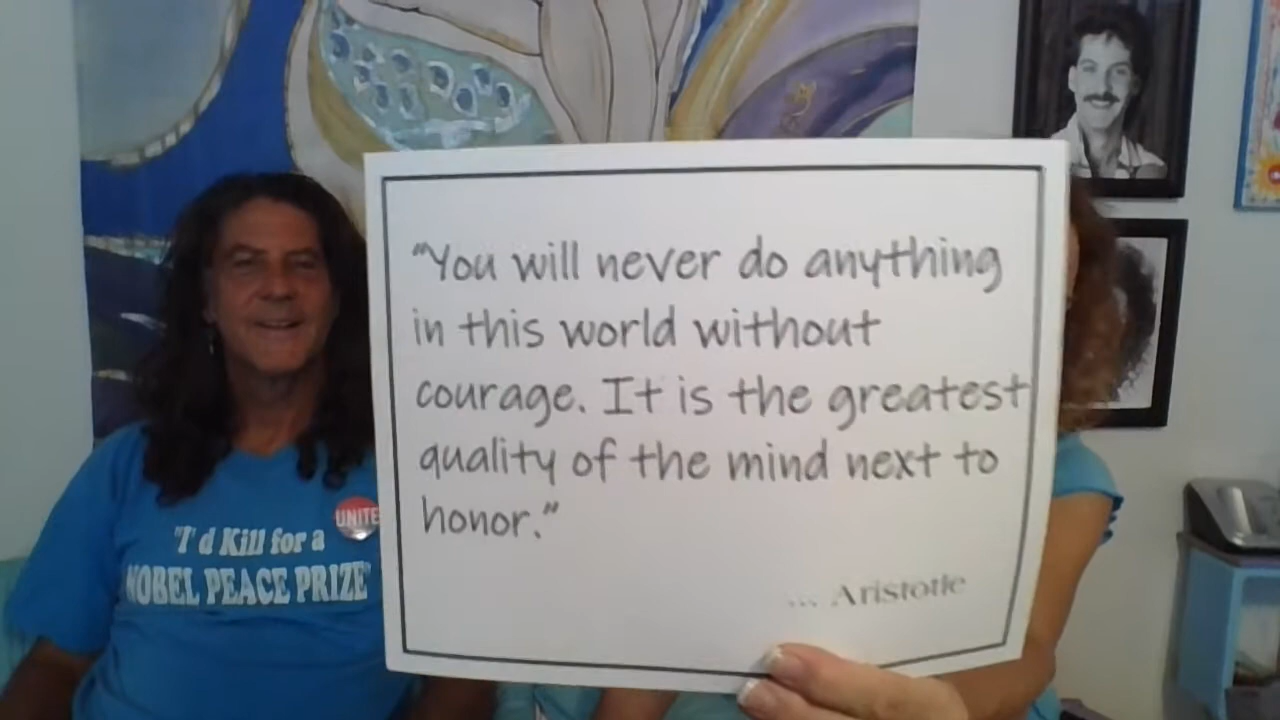 "You will never do anything
in this world without
courage. It is the greatest
quality of the mind next to
honor."
... Aristotle
UNITE
"I'd Kill for a
NOBEL PEACE PRIZE"